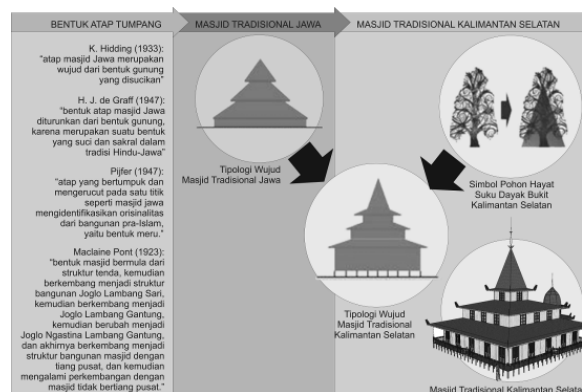 BENTUK ATAP TUMPANG
MASJID TRADISIONAL JAWA
MASJID TRADISIONAL KALIMANTAN SELATAN
K. Hidding (1933):
“atap masjid Jawa merupakan
wujud dari bentuk gunung
yang disucikan”
H. J. de Graff (1947):
“bentuk atap masjid Jawa
diturunkan dari bentuk gunung,
karena merupakan suatu bentuk
yang suci dan sakral dalam
tradisi Hindu-Jawa”
Pijfer (1947):
“atap yang bertumpuk dan
mengerucut pada satu titik
seperti masjid jawa
mengidentifikasikan orisinalitas
dari bangunan pra-Islam,
yaitu bentuk meru.”
Maclaine Pont (1923):
“bentuk masjid bermula dari
struktur tenda, kemudian
berkembang menjadi struktur
bangunan Joglo Lambang Sari,
kemudian berkembang menjadi
Joglo Lambang Gantung,
kemudian berubah menjadi
Joglo Ngastina Lambang Gantung,
dan akhirnya berkembang menjadi
struktur bangunan masjid dengan
tiang pusat, dan kemudian
mengalami perkembangan dengan
masjid tidak bertiang pusat.”
Tipologi Wujud
Masjid Tradisional Jawa
Simbol Pohon Hayat
Suku Dayak Bukit
Kalimantan Selatan
Tipologi Wujud
Masjid Tradisional
Kalimantan Selatan
Masjid Tradisional Kalimantan Selatan